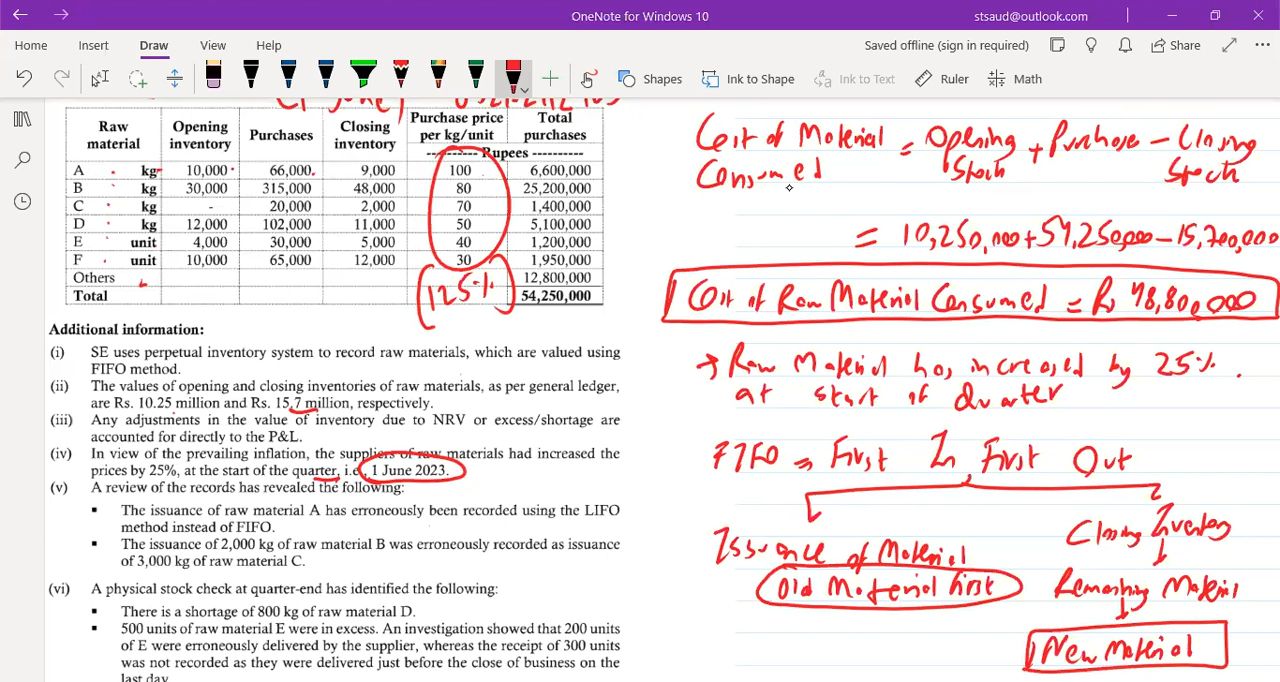 OneNote for Windows 10
stsaud@outlook.com
Home Insert Draw View Help
Saved offline (sign in required) Share
Shapes Ink to Shape Ink to Text Ruler Math
Raw material Opening inventory Purchases Closing inventory Purchase price per kg/unit Total purchases
---------- Rupees ----------
A kg 10,000 66,000 9,000 100 6,600,000
B kg 30,000 315,000 48,000 80 25,200,000
C kg - 20,000 2,000 70 1,400,000
D kg 12,000 102,000 11,000 50 5,100,000
E unit 4,000 30,000 5,000 40 1,200,000
F unit 10,000 65,000 12,000 30 1,950,000
Others 12,800,000
Total 54,250,000
(125%)
Additional information:
(i) SE uses perpetual inventory system to record raw materials, which are valued using
FIFO method.
(ii) The values of opening and closing inventories of raw materials, as per general ledger,
are Rs. 10.25 million and Rs. 15.7 million, respectively.
(iii) Any adjustments in the value of inventory due to NRV or excess/shortage are
accounted for directly to the P&L.
(iv) In view of the prevailing inflation, the suppliers of raw materials had increased the
prices by 25%, at the start of the quarter, i.e., 1 June 2023.
(v) A review of the records has revealed the following:
▪ The issuance of raw material A has erroneously been recorded using the LIFO
method instead of FIFO.
▪ The issuance of 2,000 kg of raw material B was erroneously recorded as issuance
of 3,000 kg of raw material C.
(vi) A physical stock check at quarter-end has identified the following:
▪ There is a shortage of 800 kg of raw material D.
▪ 500 units of raw material E were in excess. An investigation showed that 200 units
of E were erroneously delivered by the supplier, whereas the receipt of 300 units
was not recorded as they were delivered just before the close of business on the
last day.
Cost of Material Consumed = Opening Stock + Purchase - Closing Stock
= 10,250,000 + 54,250,000 - 15,700,000
Cost of Raw Material Consumed = Rs 48,800,000
→ Raw Material has increased by 25%.
at start of Quarter
FIFO = First In First Out
Issuance of Material
Old Material first
Closing Inventory
Remaining Material
New Material